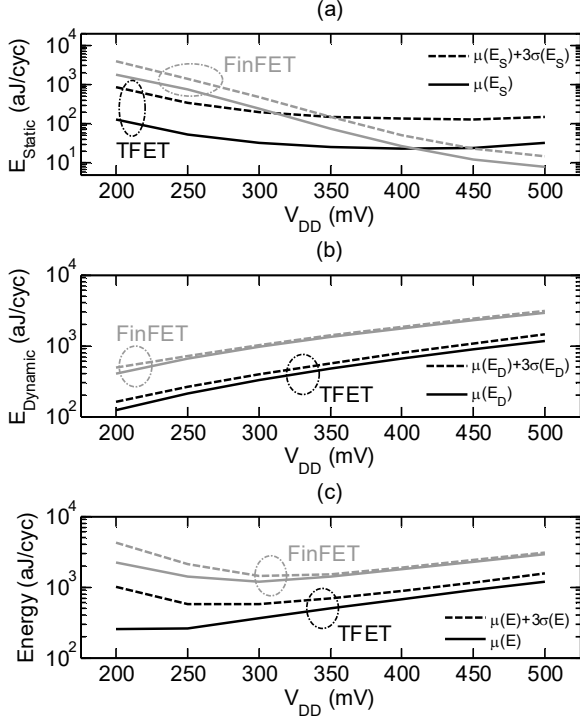 (a)
10^4
10^3
10^2
10^1
E_Static (aJ/cyc)
FinFET
TFET
μ(E_S)+3σ(E_S)
μ(E_S)
200 250 300 350 400 450 500
V_DD (mV)
(b)
10^4
10^3
10^2
E_Dynamic (aJ/cyc)
FinFET
TFET
μ(E_D)+3σ(E_D)
μ(E_D)
200 250 300 350 400 450 500
V_DD (mV)
(c)
10^4
10^3
10^2
Energy (aJ/cyc)
FinFET
TFET
μ(E)+3σ(E)
μ(E)
200 250 300 350 400 450 500
V_DD (mV)